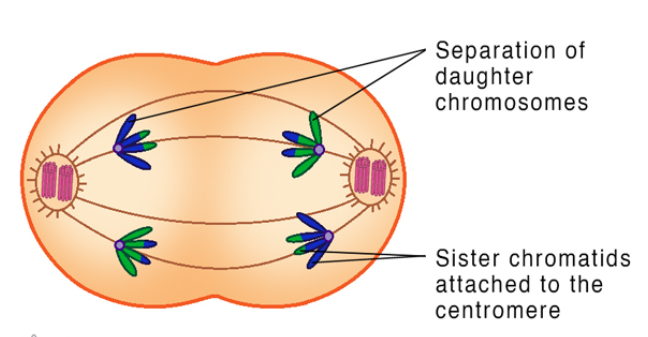 Separation of
daughter
chromosomes
Sister chromatids
attached to the
centromere